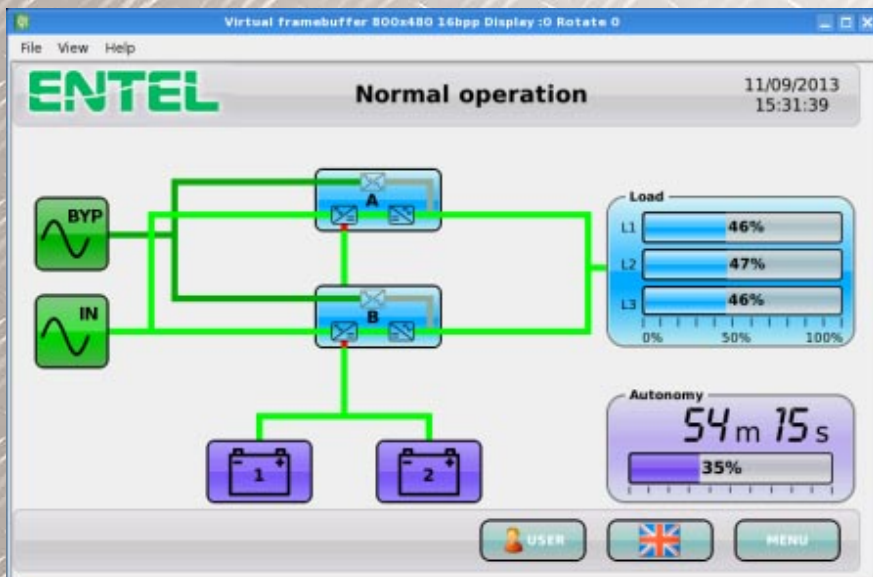 Virtual framebuffer 800x480 16bpp Display :0 Rotate 0
File View Help
ENTEL
Normal operation
11/09/2013
15:31:39
BYP
IN
A
B
1
2
Load
L1 46%
L2 47%
L3 46%
0% 50% 100%
Autonomy
54 m 15 s
35%
USER
MENU